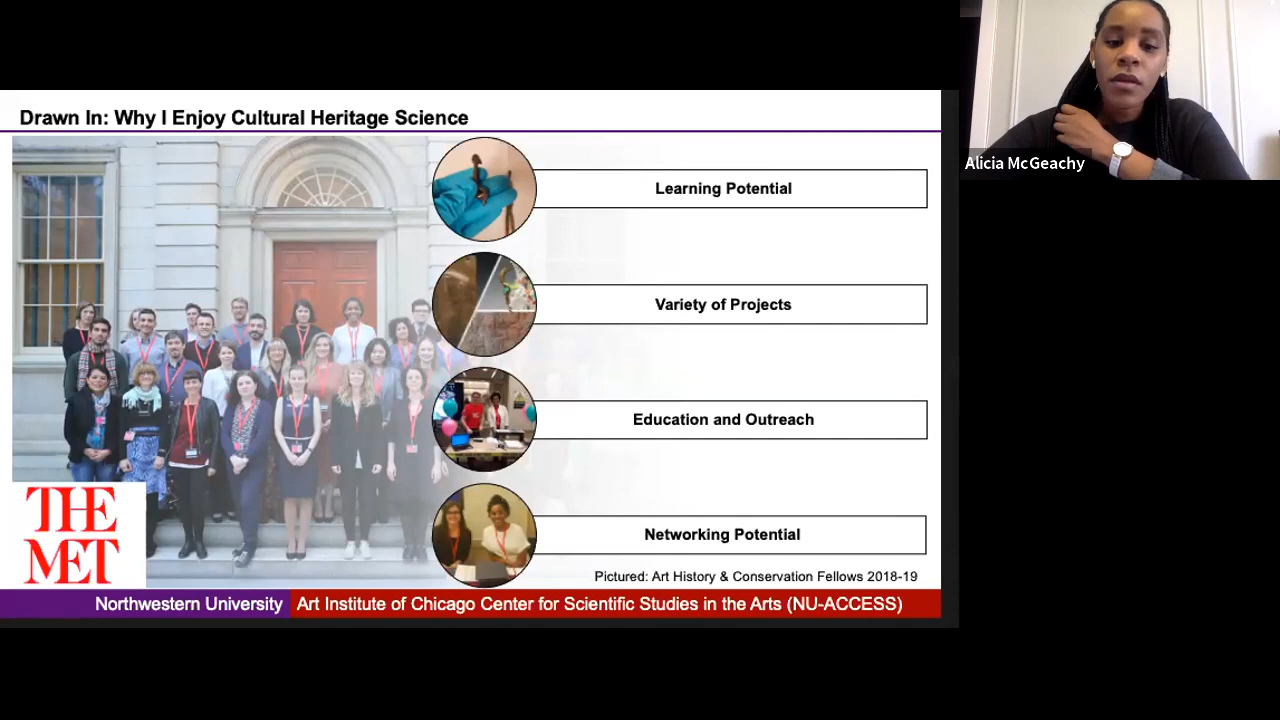 Drawn In: Why I Enjoy Cultural Heritage Science
Alicia McGeachy
Learning Potential
Variety of Projects
Education and Outreach
Networking Potential
THE
MET
Pictured: Art History & Conservation Fellows 2018-19
Northwestern University
Art Institute of Chicago Center for Scientific Studies in the Arts (NU-ACCESS)